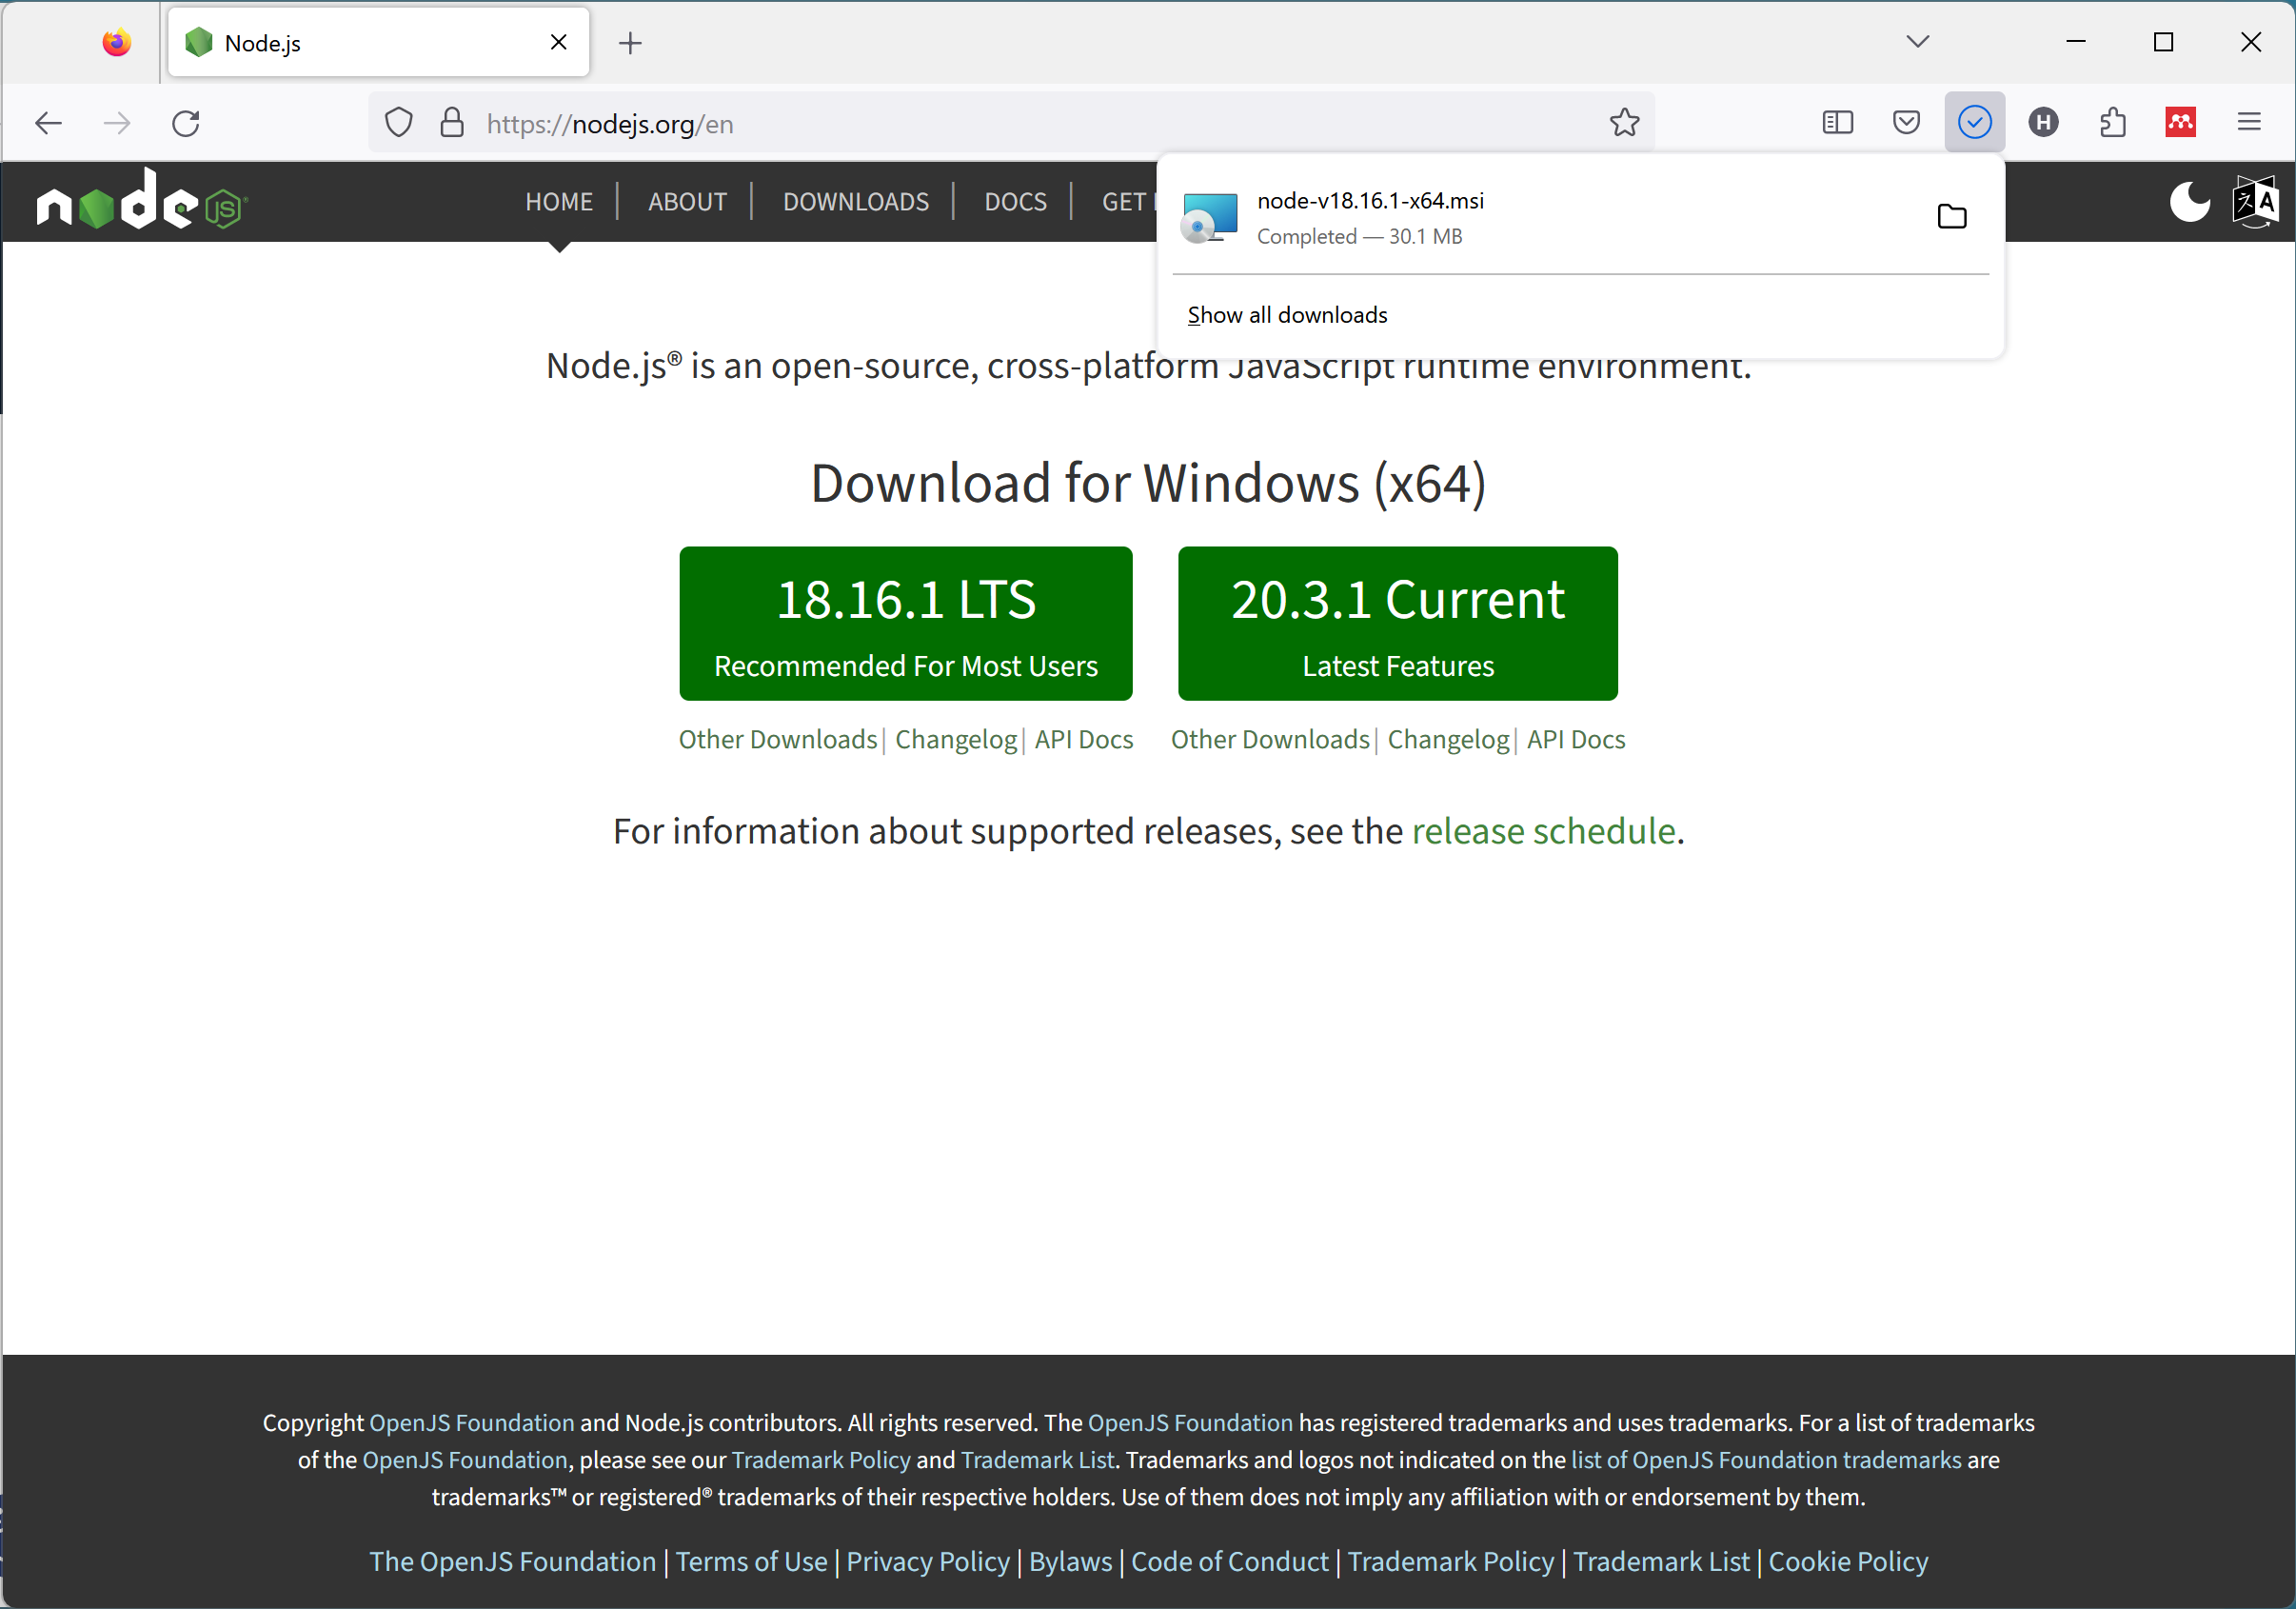 Node.js
https://nodejs.org/en
node JS ®
HOME | ABOUT | DOWNLOADS | DOCS | GET
node-v18.16.1-x64.msi
Completed — 30.1 MB
Show all downloads
Node.js® is an open-source, cross-platform JavaScript runtime environment.
Download for Windows (x64)
18.16.1 LTS
Recommended For Most Users
20.3.1 Current
Latest Features
Other Downloads | Changelog | API Docs
Other Downloads | Changelog | API Docs
For information about supported releases, see the release schedule.
Copyright OpenJS Foundation and Node.js contributors. All rights reserved. The OpenJS Foundation has registered trademarks and uses trademarks. For a list of trademarks
of the OpenJS Foundation, please see our Trademark Policy and Trademark List. Trademarks and logos not indicated on the list of OpenJS Foundation trademarks are
trademarks™ or registered® trademarks of their respective holders. Use of them does not imply any affiliation with or endorsement by them.
The OpenJS Foundation | Terms of Use | Privacy Policy | Bylaws | Code of Conduct | Trademark Policy | Trademark List | Cookie Policy